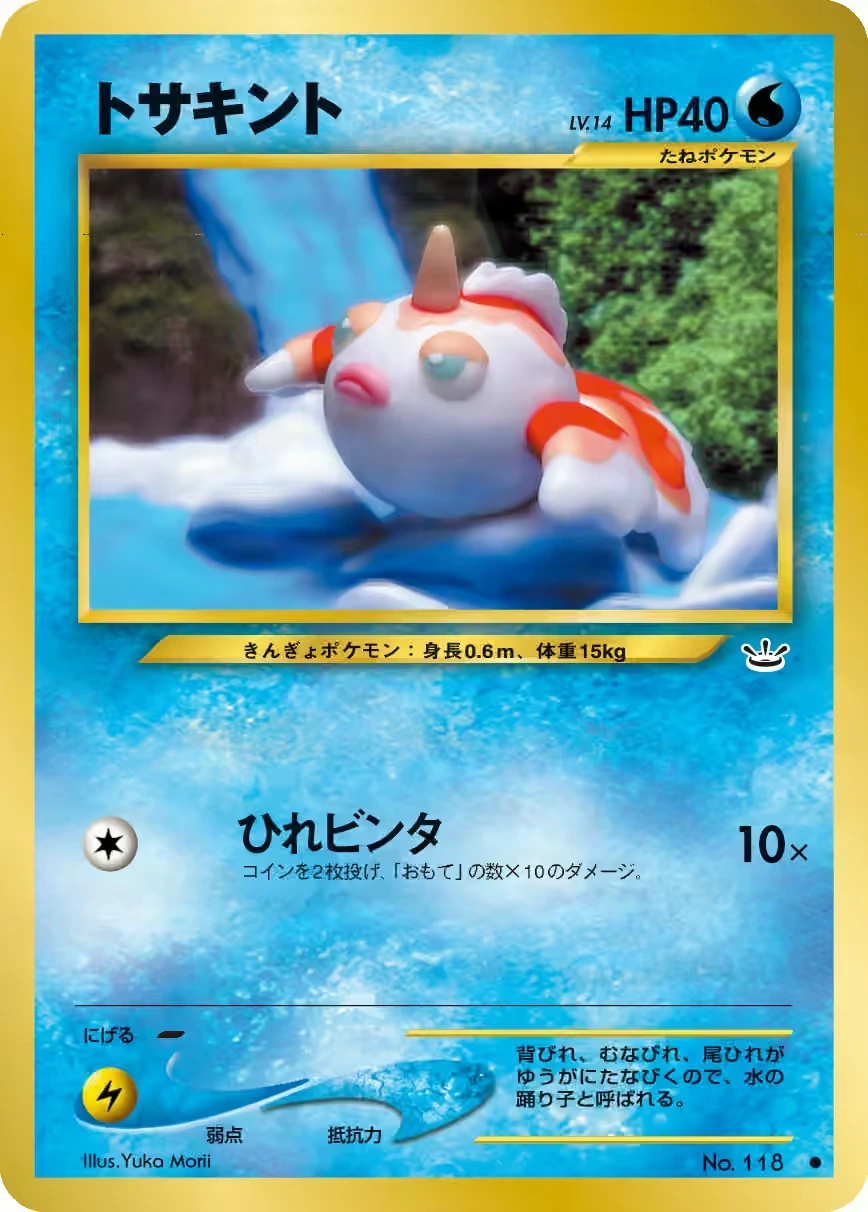 トサキント
LV.14 HP40
たねポケモン
きんぎょポケモン：身長0.6m、体重15kg
ひれビンタ
10×
コインを2枚投げ、「おもて」の数×10のダメージ。
にげる
背びれ、むなびれ、尾ひれが
ゆうがにたなびくので、水の
踊り子と呼ばれる。
弱点
抵抗力
Illus.Yuka Morii
No. 118